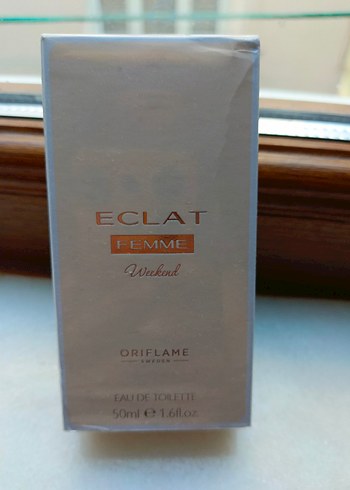 ECLAT
FEMME
Weekend
ORIFLAME
SWEDEN
EAU DE TOILETTE
50ml ℮ 1.6fl.oz